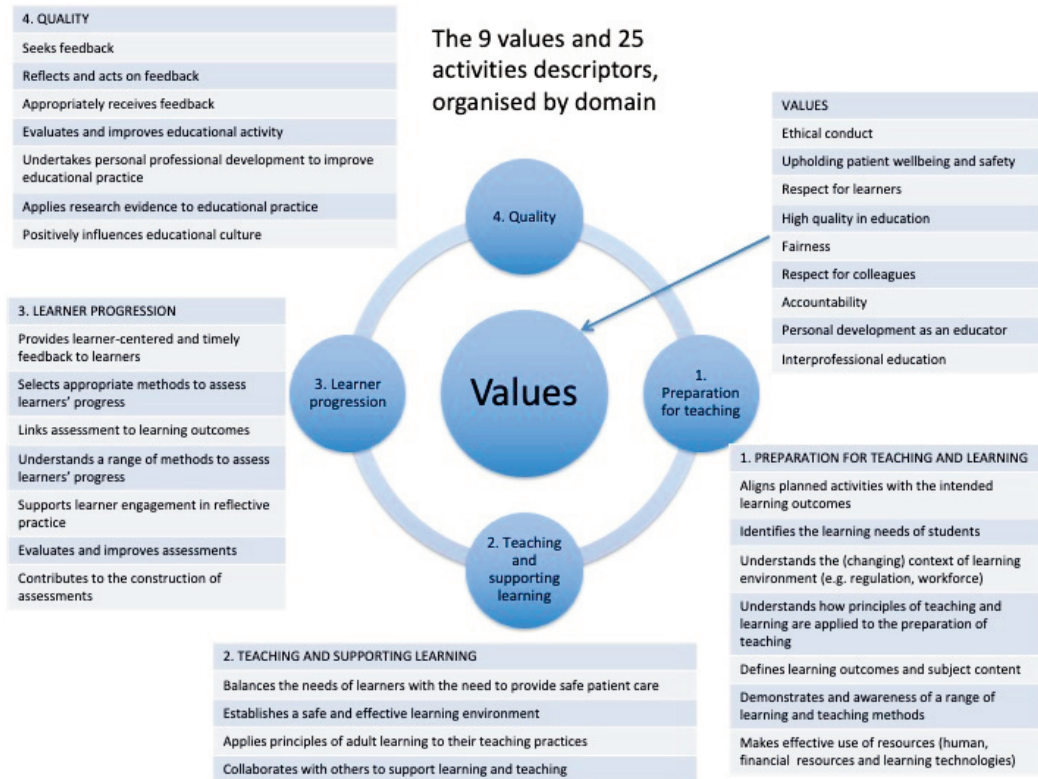 The 9 values and 25
activities descriptors,
organised by domain
4. QUALITY
Seeks feedback
Reflects and acts on feedback
Appropriately receives feedback
Evaluates and improves educational activity
Undertakes personal professional development to improve
educational practice
Applies research evidence to educational practice
Positively influences educational culture
VALUES
Ethical conduct
Upholding patient wellbeing and safety
Respect for learners
High quality in education
Fairness
Respect for colleagues
Accountability
Personal development as an educator
Interprofessional education
4. Quality
3. LEARNER PROGRESSION
Provides learner-centered and timely
feedback to learners
Selects appropriate methods to assess
learners' progress
Links assessment to learning outcomes
Understands a range of methods to assess
learners' progress
Supports learner engagement in reflective
practice
Evaluates and improves assessments
Contributes to the construction of
assessments
3. Learner
progression
Values
1.
Preparation
for teaching
2. Teaching
and
supporting
learning
1. PREPARATION FOR TEACHING AND LEARNING
Aligns planned activities with the intended
learning outcomes
Identifies the learning needs of students
Understands the (changing) context of learning
environment (e.g. regulation, workforce)
Understands how principles of teaching and
learning are applied to the preparation of
teaching
Defines learning outcomes and subject content
Demonstrates and awareness of a range of
learning and teaching methods
Makes effective use of resources (human,
financial resources and learning technologies)
2. TEACHING AND SUPPORTING LEARNING
Balances the needs of learners with the need to provide safe patient care
Establishes a safe and effective learning environment
Applies principles of adult learning to their teaching practices
Collaborates with others to support learning and teaching